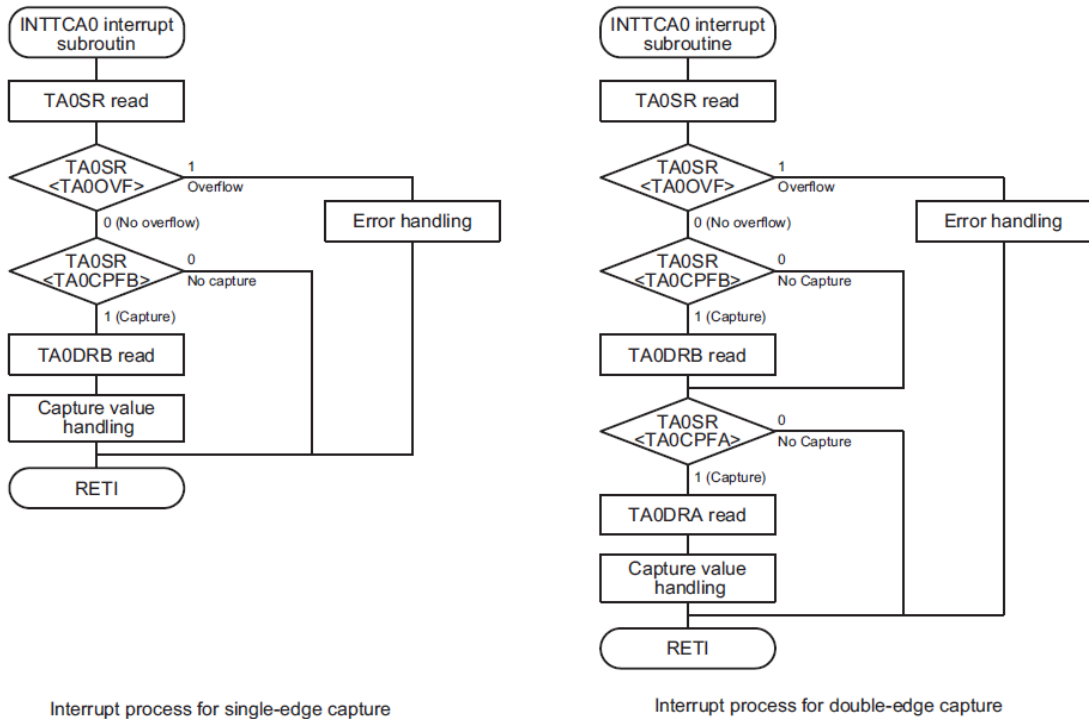 INTTCA0 interrupt
subroutin
TA0SR read
TA0SR
<TA0OVF>
1
Overflow
0 (No overflow)
Error handling
TA0SR
<TA0CPFB>
0
No capture
1 (Capture)
TA0DRB read
Capture value
handling
RETI
Interrupt process for single-edge capture
INTTCA0 interrupt
subroutine
TA0SR read
TA0SR
<TA0OVF>
1
Overflow
0 (No overflow)
Error handling
TA0SR
<TA0CPFB>
0
No Capture
1 (Capture)
TA0DRB read
TA0SR
<TA0CPFA>
0
No Capture
1 (Capture)
TA0DRA read
Capture value
handling
RETI
Interrupt process for double-edge capture